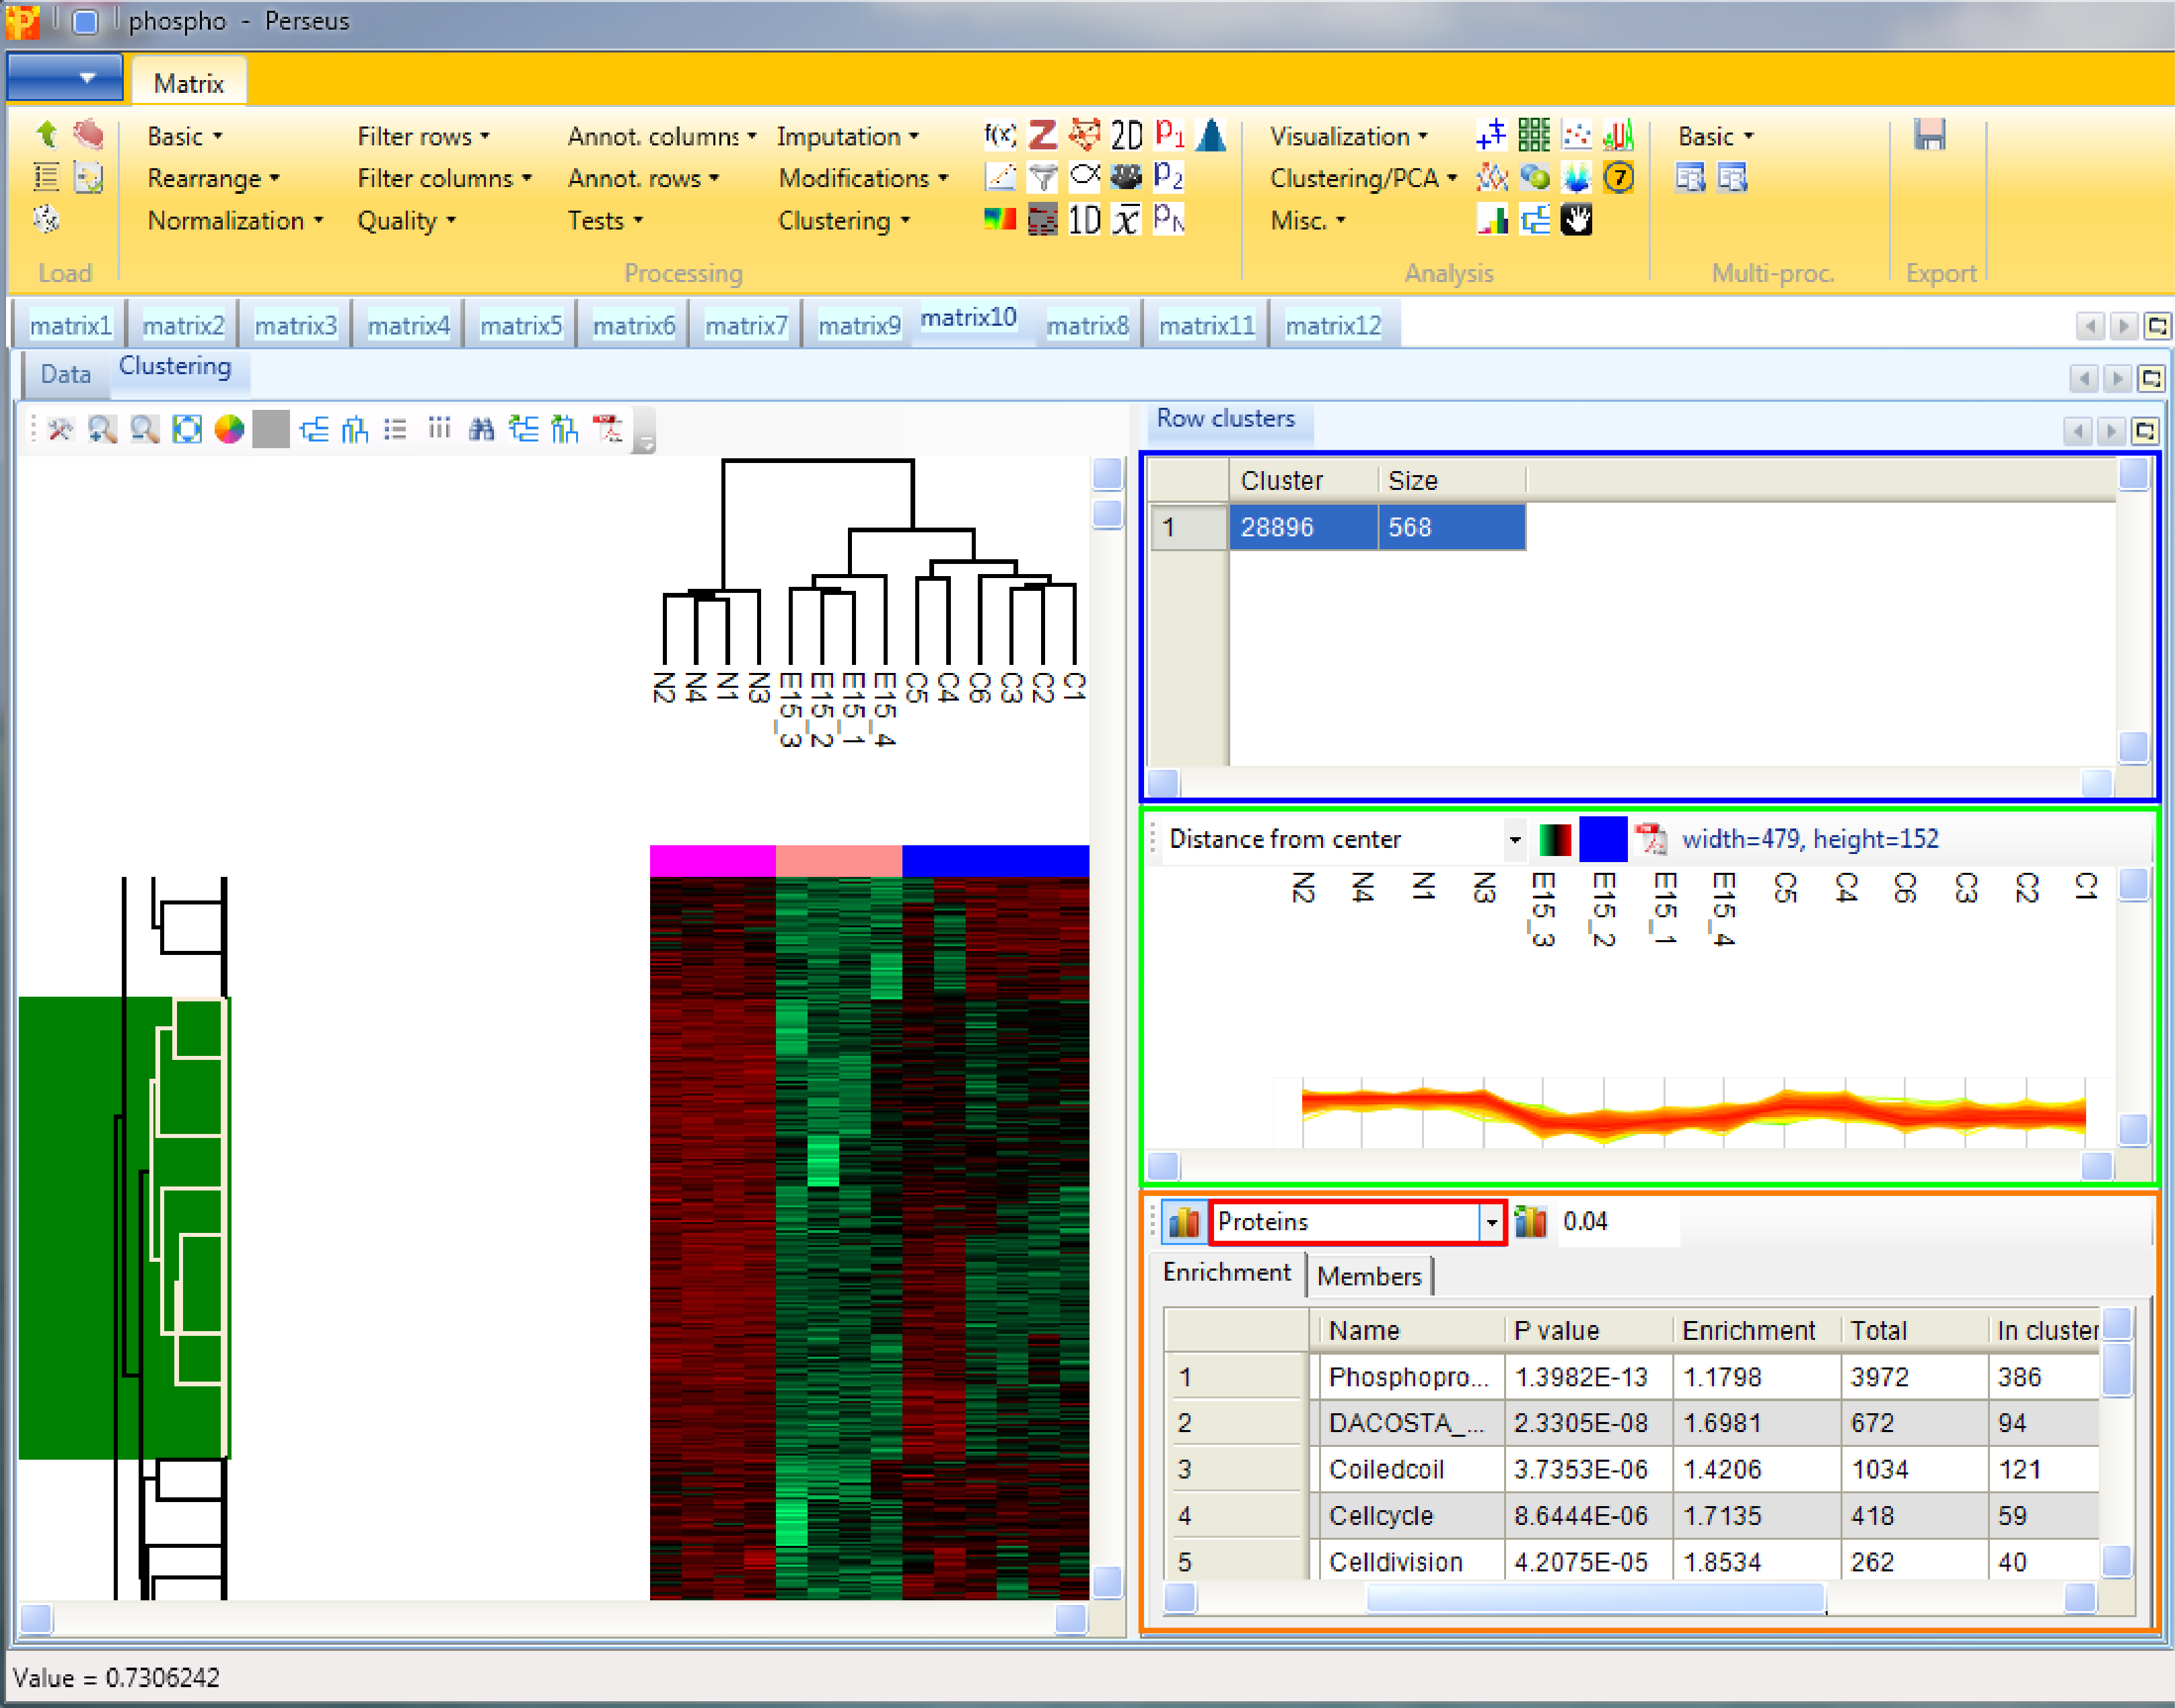 phospho - Perseus
Matrix
Basic Filter rows Annot. columns Imputation f(x) Z 2D p1 Visualization Basic
Rearrange Filter columns Annot. rows Modifications p2 Clustering/PCA 7
Normalization Quality Tests Clustering 1D x̅ pN Misc.
Load Processing Analysis Multi-proc. Export
matrix1 matrix2 matrix3 matrix4 matrix5 matrix6 matrix7 matrix9 matrix10 matrix8 matrix11 matrix12
Data Clustering
Row clusters
Cluster Size
1 28896 568
N2 N4 N1 N3 E15_3 E15_2 E15_1 E15_4 C5 C4 C6 C3 C2 C1
Distance from center width=479, height=152
N2 N4 N1 N3 E15_3 E15_2 E15_1 E15_4 C5 C4 C6 C3 C2 C1
Proteins 0.04
Enrichment Members
Name P value Enrichment Total In cluster
1 Phosphopro... 1.3982E-13 1.1798 3972 386
2 DACOSTA_... 2.3305E-08 1.6981 672 94
3 Coiledcoil 3.7353E-06 1.4206 1034 121
4 Cellcycle 8.6444E-06 1.7135 418 59
5 Celldivision 4.2075E-05 1.8534 262 40
Value = 0.7306242